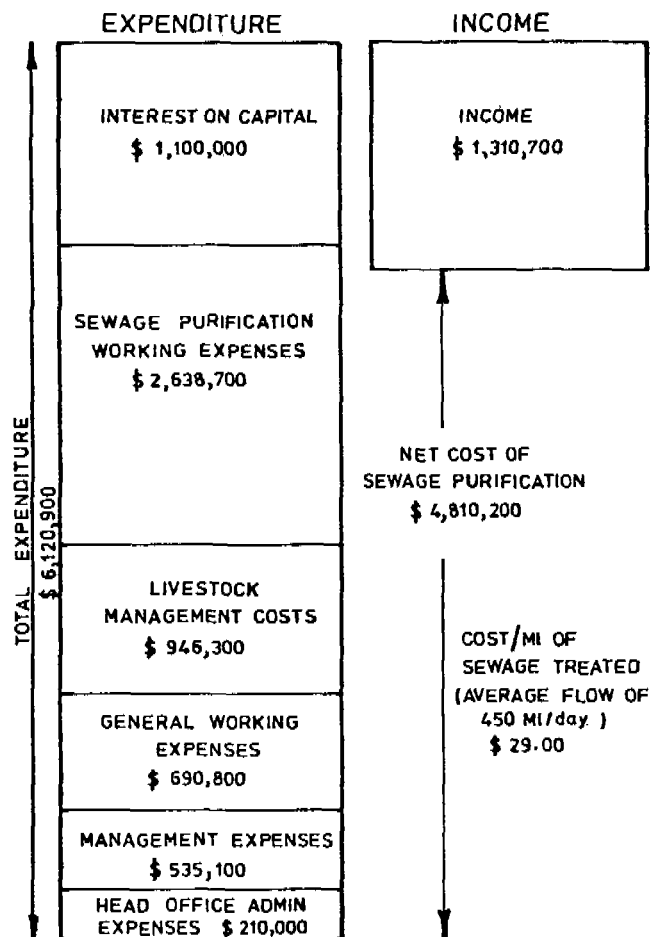 EXPENDITURE
INTEREST ON CAPITAL
$ 1,100,000
SEWAGE PURIFICATION
WORKING EXPENSES
$ 2,638,700
LIVESTOCK
MANAGEMENT COSTS
$ 946,300
GENERAL WORKING
EXPENSES
$ 690,800
MANAGEMENT EXPENSES
$ 535,100
HEAD OFFICE ADMIN
EXPENSES $ 210,000
TOTAL EXPENDITURE
$ 6,120,900
INCOME
INCOME
$ 1,310,700
NET COST OF
SEWAGE PURIFICATION
$ 4,810,200
COST/Ml OF
SEWAGE TREATED
(AVERAGE FLOW OF
450 Ml/day )
$ 29.00